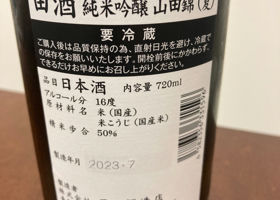 田酒 純米吟醸 山田錦(夏)
要冷蔵
ご購入後は品質保持の為、直射日光を避け、冷蔵で
の保存をお願いいたします。開栓前後にかかわらず、
できるだけお早めにお召し上がりください。
品目 日本酒 内容量 720ml
アルコール分 16度
原材料名 米(国産)
米こうじ(国産米)
精米歩合 50%
製造年月 2023.7
製造者